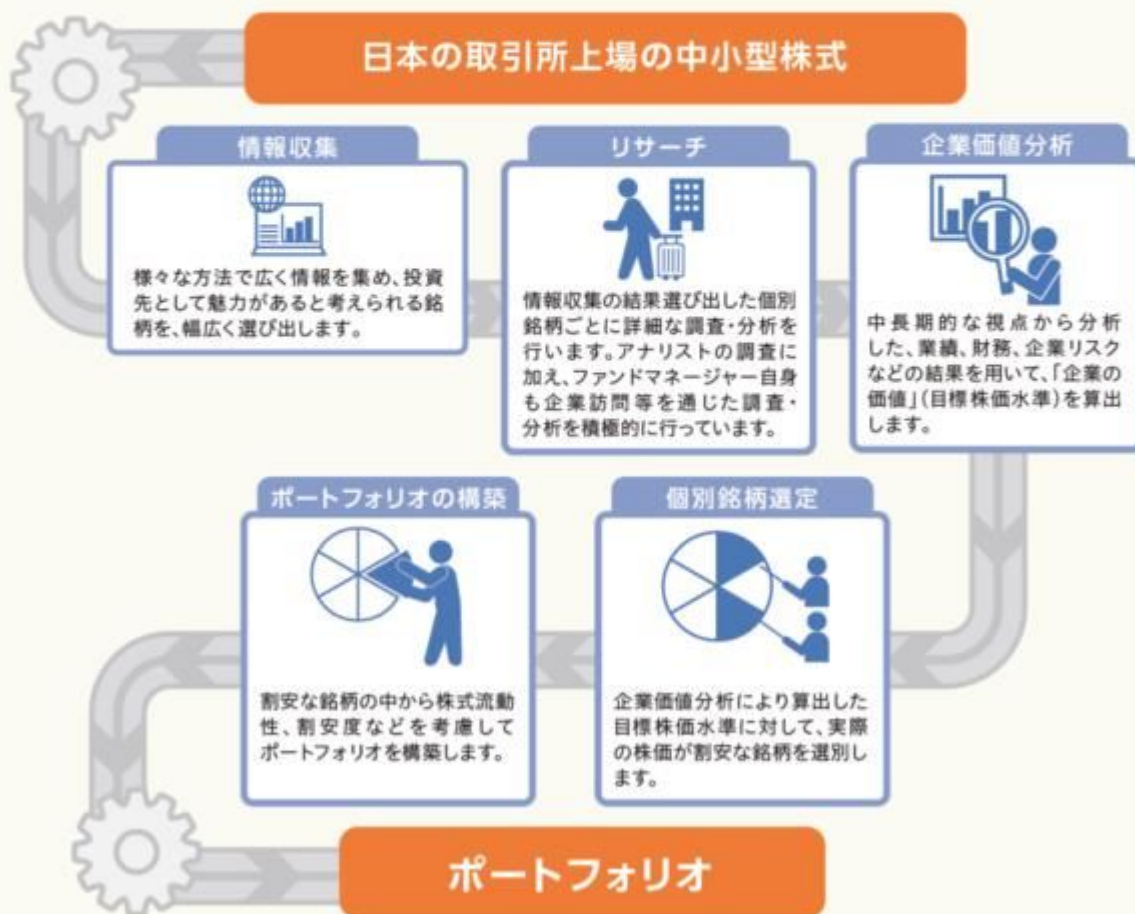 日本の取引所上場の中小型株式
情報収集
様々な方法で広く情報を集め、投資
先として魅力があると考えられる銘
柄を、幅広く選び出します。
リサーチ
情報収集の結果選び出した個別
銘柄ごとに詳細な調査・分析を
行います。アナリストの調査に
加え、ファンドマネージャー自身
も企業訪問等を通じた調査・
分析を積極的に行っています。
企業価値分析
中長期的な視点から分析
した、業績、財務、企業リスク
などの結果を用いて、「企業の
価値」(目標株価水準)を算出
します。
個別銘柄選定
企業価値分析により算出した
目標株価水準に対して、実際
の株価が割安な銘柄を選別し
ます。
ポートフォリオの構築
割安な銘柄の中から株式流動
性、割安度などを考慮して
ポートフォリオを構築します。
ポートフォリオ